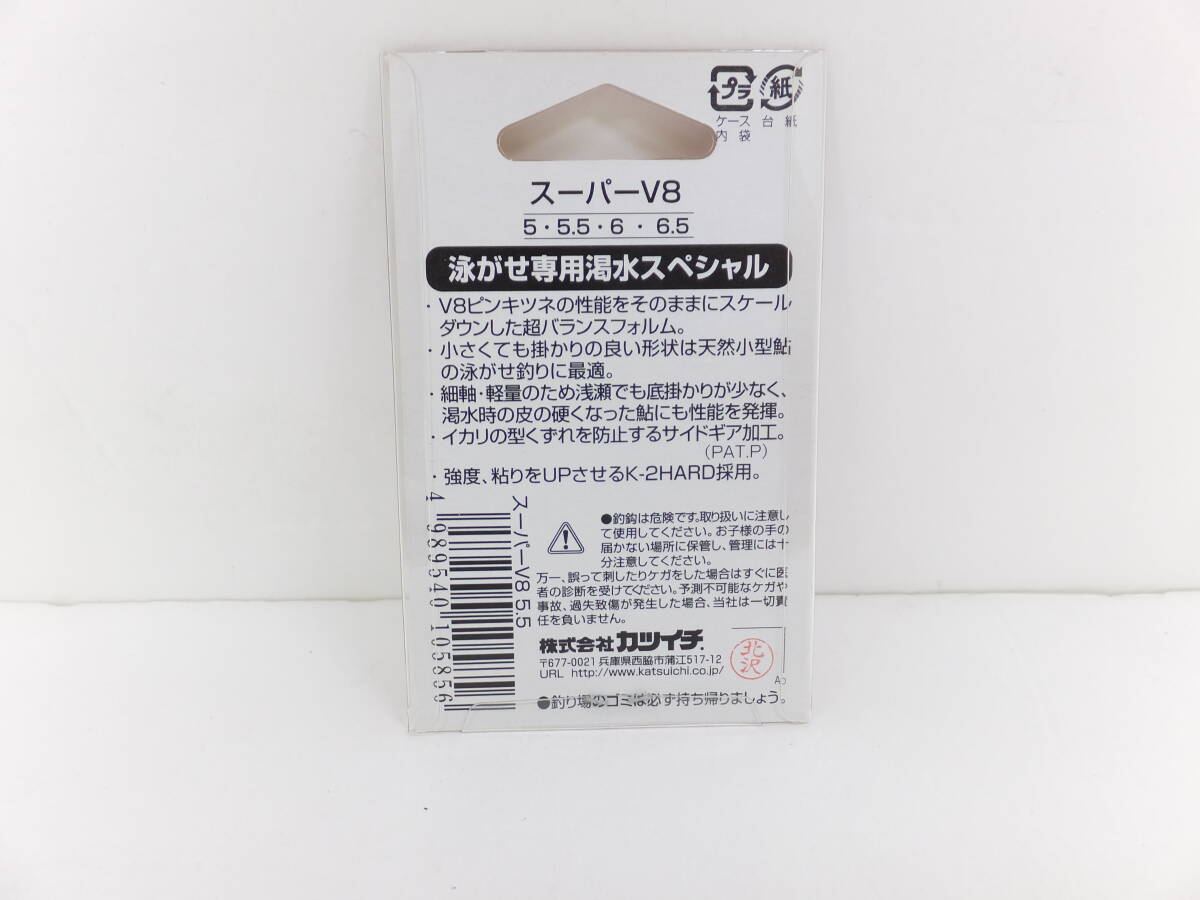 プラ 紙
ケース 台 紙
内 袋
スーパーV8
5・5.5・6・6.5
泳がせ専用渇水スペシャル
・V8ピンキツネの性能をそのままにスケール
ダウンした超バランスフォルム。
・小さくても掛かりの良い形状は天然小型鮎
の泳がせ釣りに最適。
・細軸・軽量のため浅瀬でも底掛かりが少なく、
渇水時の皮の硬くなった鮎にも性能を発揮。
・イカリの型くずれを防止するサイドギア加工。
(PAT.P)
・強度、粘りをUPさせるK-2HARD採用。
スーパーV8 5.5
4 989540 105856
●釣鈎は危険です。取り扱いに注意し
て使用してください。お子様の手の
届かない場所に保管し、管理には十
分注意してください。
万一、誤って刺したりケガをした場合はすぐに医
者の診断を受けてください。予測不可能なケガや
事故、過失致傷が発生した場合、当社は一切責
任を負いません。
株式会社カツイチ.
〒677-0021 兵庫県西脇市蒲江517-12
URL http://www.katsuichi.co.jp/
北沢
●釣り場のゴミは必ず持ち帰りましょう。